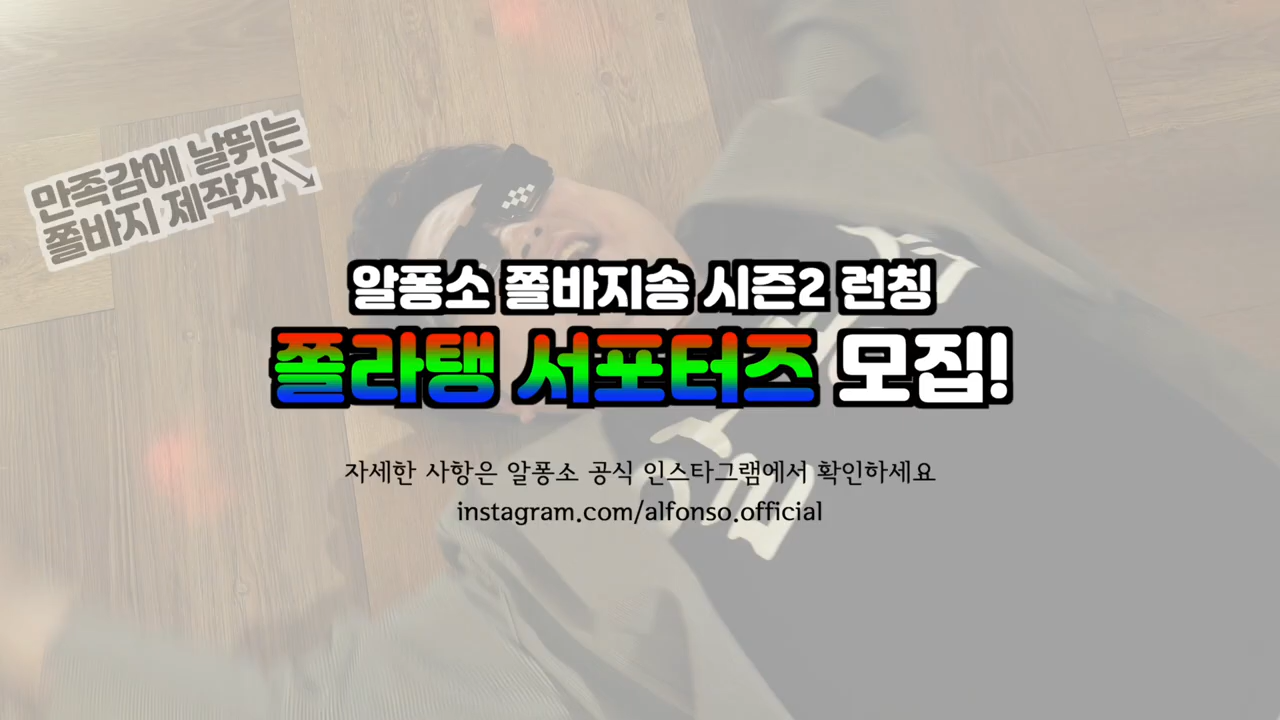 만족감에 날뛰는
쫄바지 제작자↘
알퐁소 쫄바지송 시즌2 런칭
쫄라탱 서포터즈 모집!
자세한 사항은 알퐁소 공식 인스타그램에서 확인하세요
instagram.com/alfonso.official